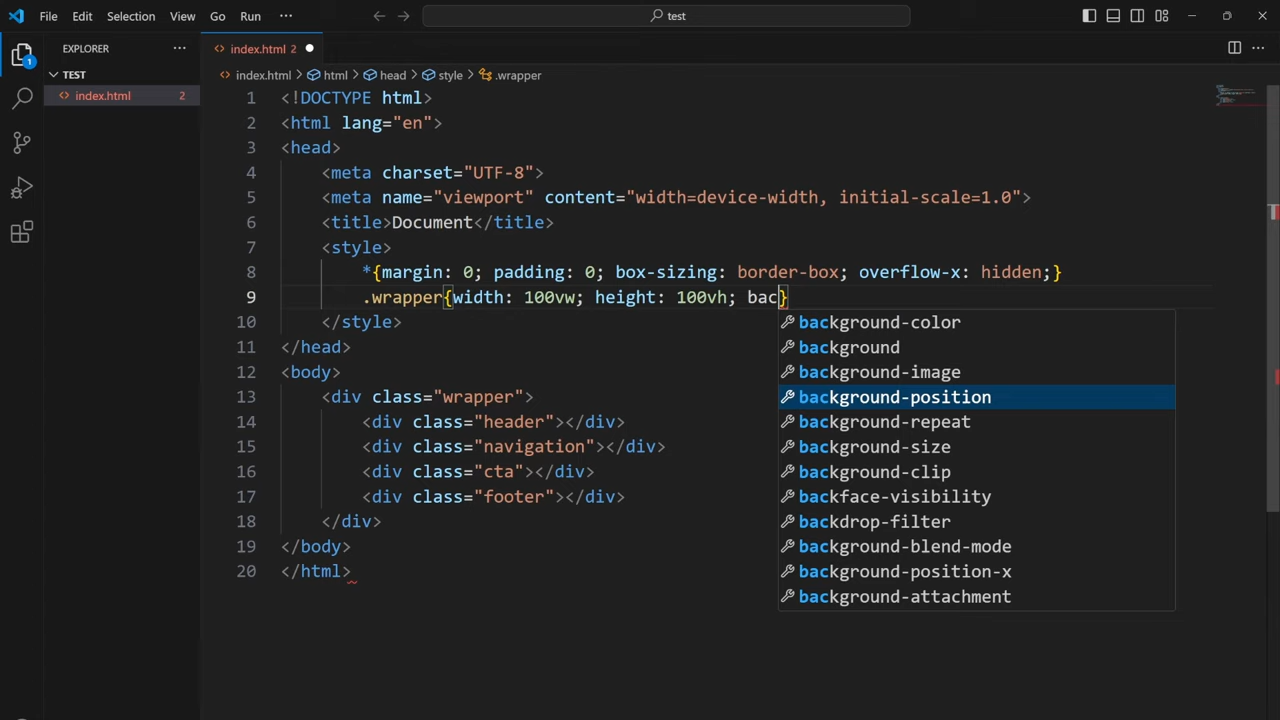 File Edit Selection View Go Run ··· test
EXPLORER ···
index.html 2
TEST
index.html 2
1
index.html > html > head > style > .wrapper
1 <!DOCTYPE html>
2 <html lang="en">
3 <head>
4 <meta charset="UTF-8">
5 <meta name="viewport" content="width=device-width, initial-scale=1.0">
6 <title>Document</title>
7 <style>
8 *{margin: 0; padding: 0; box-sizing: border-box; overflow-x: hidden;}
9 .wrapper{width: 100vw; height: 100vh; bac}
10 </style>
background-color
11 </head>
background
12 <body>
background-image
13 <div class="wrapper">
background-position
14 <div class="header"></div>
background-repeat
15 <div class="navigation"></div>
background-size
16 <div class="cta"></div>
background-clip
17 <div class="footer"></div>
backface-visibility
18 </div>
backdrop-filter
19 </body>
background-blend-mode
20 </html>
background-position-x
background-attachment